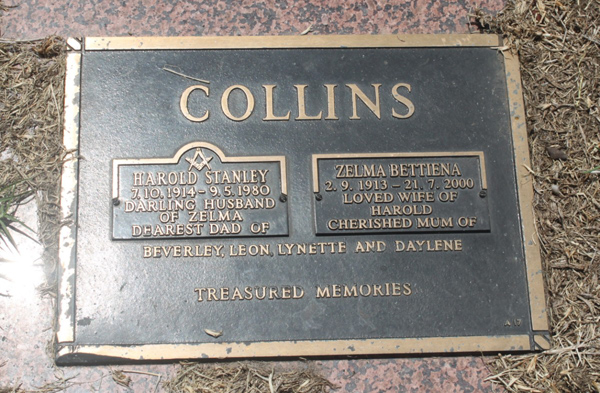 COLLINS
HAROLD STANLEY
7.10.1914 - 9.5.1980
DARLING HUSBAND
OF ZELMA
DEAREST DAD OF
ZELMA BETTIENA
2. 9. 1913 - 21. 7. 2000
LOVED WIFE OF
HAROLD
CHERISHED MUM OF
BEVERLEY, LEON, LYNETTE AND DAYLENE
TREASURED MEMORIES